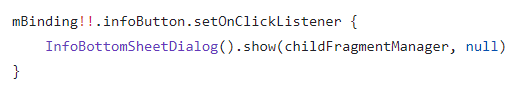 mBinding!!.infoButton.setOnClickListener {
    InfoBottomSheetDialog().show(childFragmentManager, null)
}